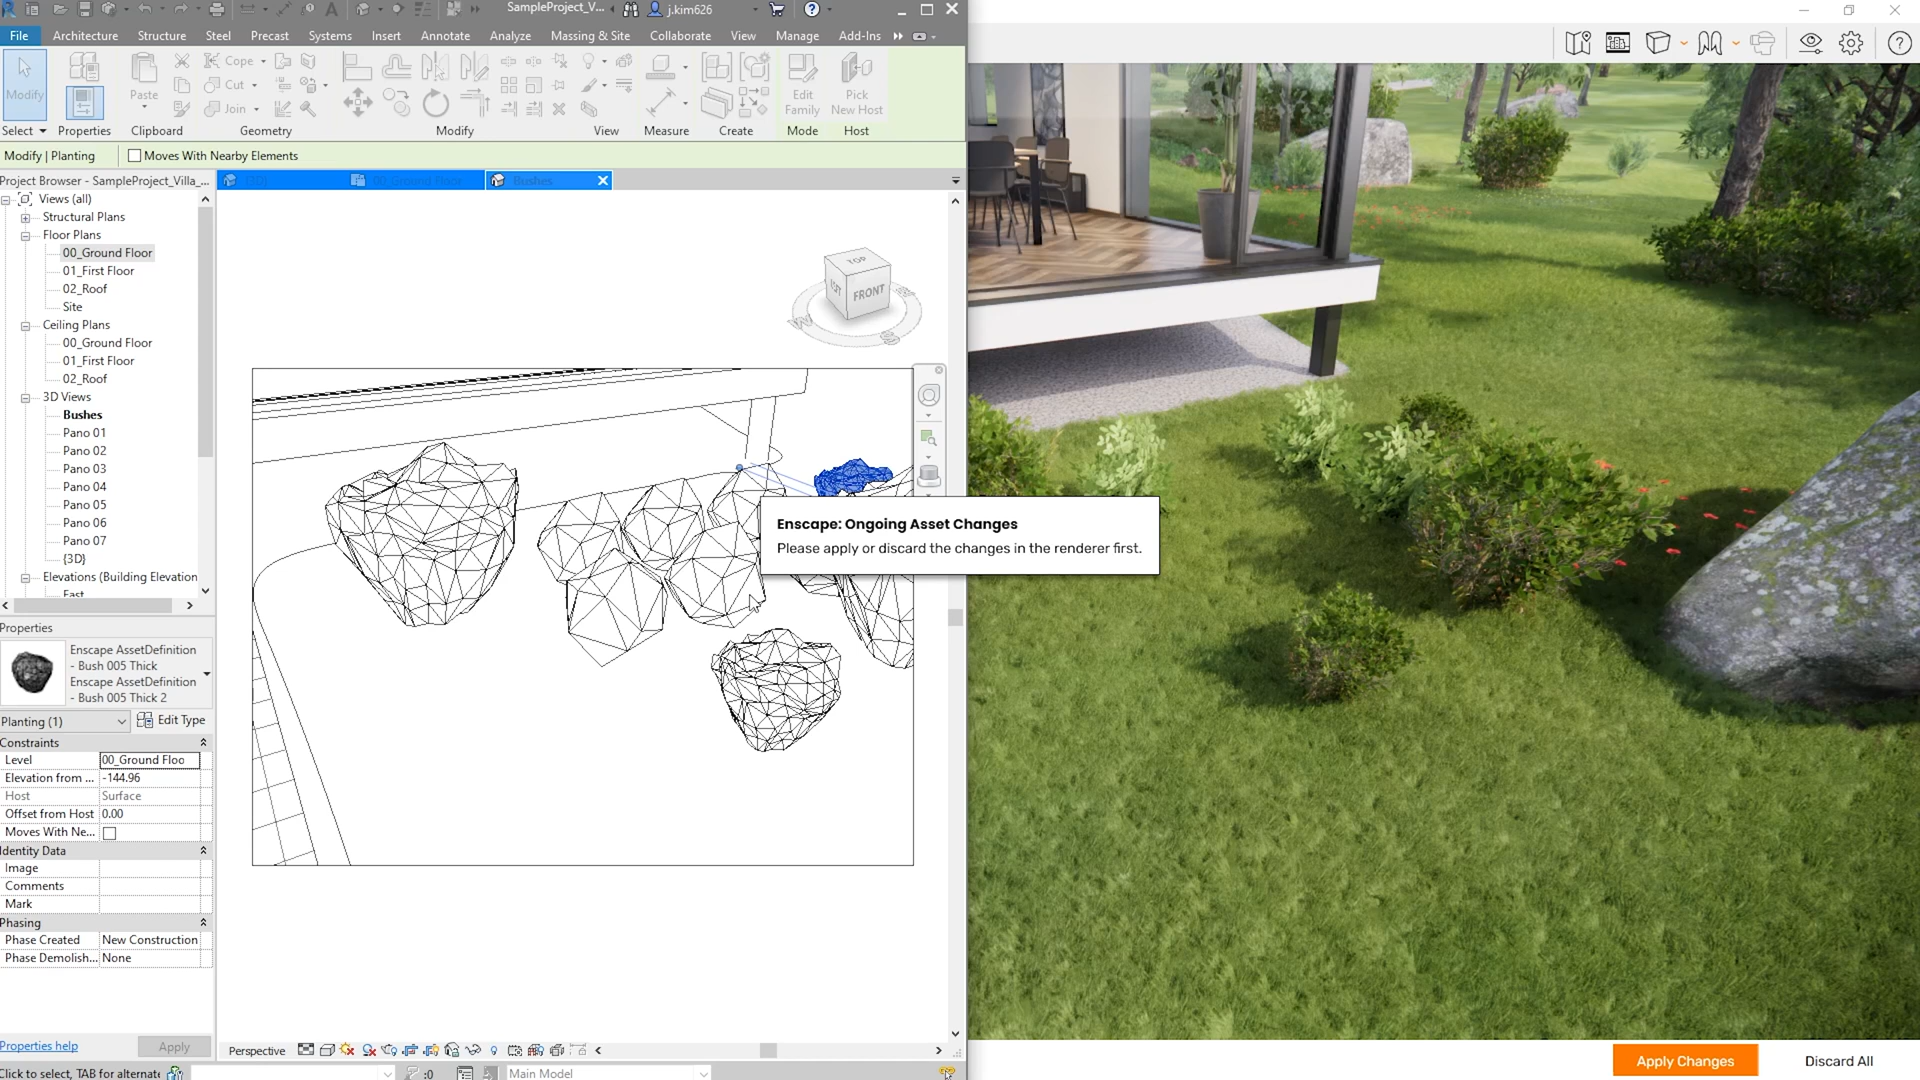 SampleProject_V...
j.kim626
File
Architecture
Structure
Steel
Precast
Systems
Insert
Annotate
Analyze
Massing & Site
Collaborate
View
Manage
Add-Ins
Modify
Paste
Cope
Cut
Join
Edit
Family
Pick
New Host
Select
Properties
Clipboard
Geometry
Modify
View
Measure
Create
Mode
Host
Modify | Planting
Moves With Nearby Elements
Project Browser - SampleProject_Villa_...
{3D}
00_Ground Floor
Bushes
Views (all)
Structural Plans
Floor Plans
00_Ground Floor
01_First Floor
02_Roof
Site
Ceiling Plans
00_Ground Floor
01_First Floor
02_Roof
3D Views
Bushes
Pano 01
Pano 02
Pano 03
Pano 04
Pano 05
Pano 06
Pano 07
{3D}
Elevations (Building Elevation
East
TOP
LEFT
FRONT
W
S
Enscape: Ongoing Asset Changes
Please apply or discard the changes in the renderer first.
Properties
Enscape AssetDefinition
- Bush 005 Thick
Enscape AssetDefinition
- Bush 005 Thick 2
Planting (1)
Edit Type
Constraints
Level
00_Ground Floo
Elevation from ...
-144.96
Host
Surface
Offset from Host
0.00
Moves With Ne...
Identity Data
Image
Comments
Mark
Phasing
Phase Created
New Construction
Phase Demolish...
None
Properties help
Apply
Perspective
Click to select, TAB for alternate
:0
Main Model
Apply Changes
Discard All